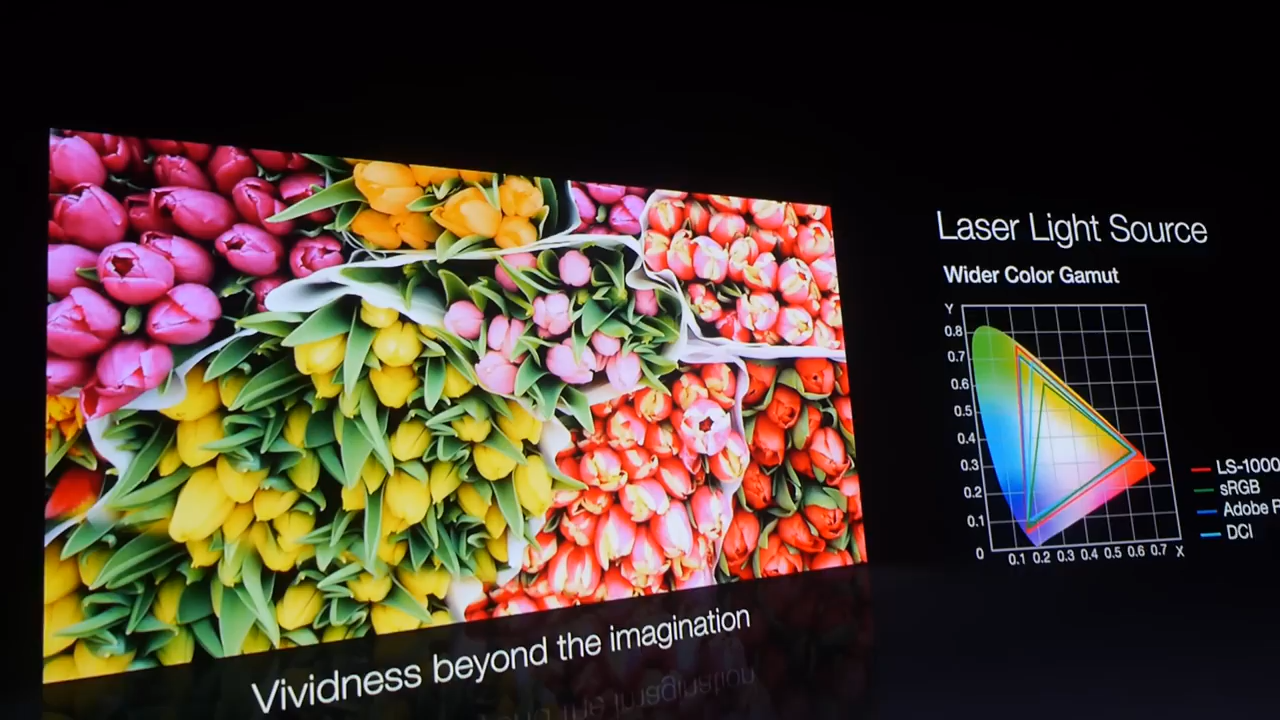 Laser Light Source
Wider Color Gamut
Y
0.8
0.7
0.6
0.5
0.4
0.3
0.2
0.1
0
0.1 0.2 0.3 0.4 0.5 0.6 0.7 X
LS-1000
sRGB
Adobe
DCI
Vividness beyond the imagination